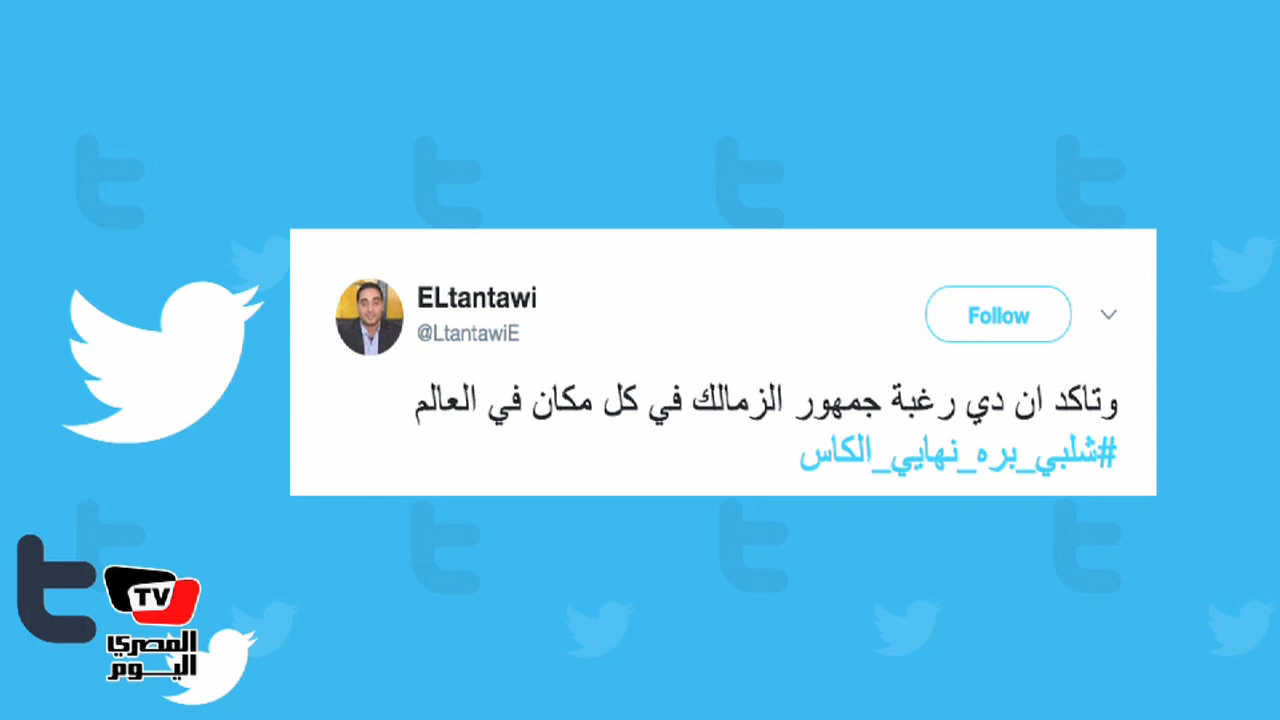 ELtantawi
@LtantawiE
Follow
وتاكد ان دي رغبة جمهور الزمالك في كل مكان في العالم
#شلبي_بره_نهايي_الكاس
TV
المصري
اليوم